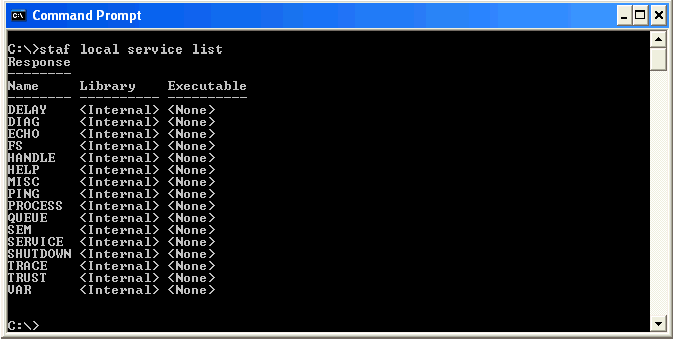 Command Prompt
C:\>staf local service list
Response
--------
Name     Library    Executable
-------- ---------- ----------
DELAY    <Internal> <None>
DIAG     <Internal> <None>
ECHO     <Internal> <None>
FS       <Internal> <None>
HANDLE   <Internal> <None>
HELP     <Internal> <None>
MISC     <Internal> <None>
PING     <Internal> <None>
PROCESS  <Internal> <None>
QUEUE    <Internal> <None>
SEM      <Internal> <None>
SERVICE  <Internal> <None>
SHUTDOWN <Internal> <None>
TRACE    <Internal> <None>
TRUST    <Internal> <None>
VAR      <Internal> <None>
C:\>